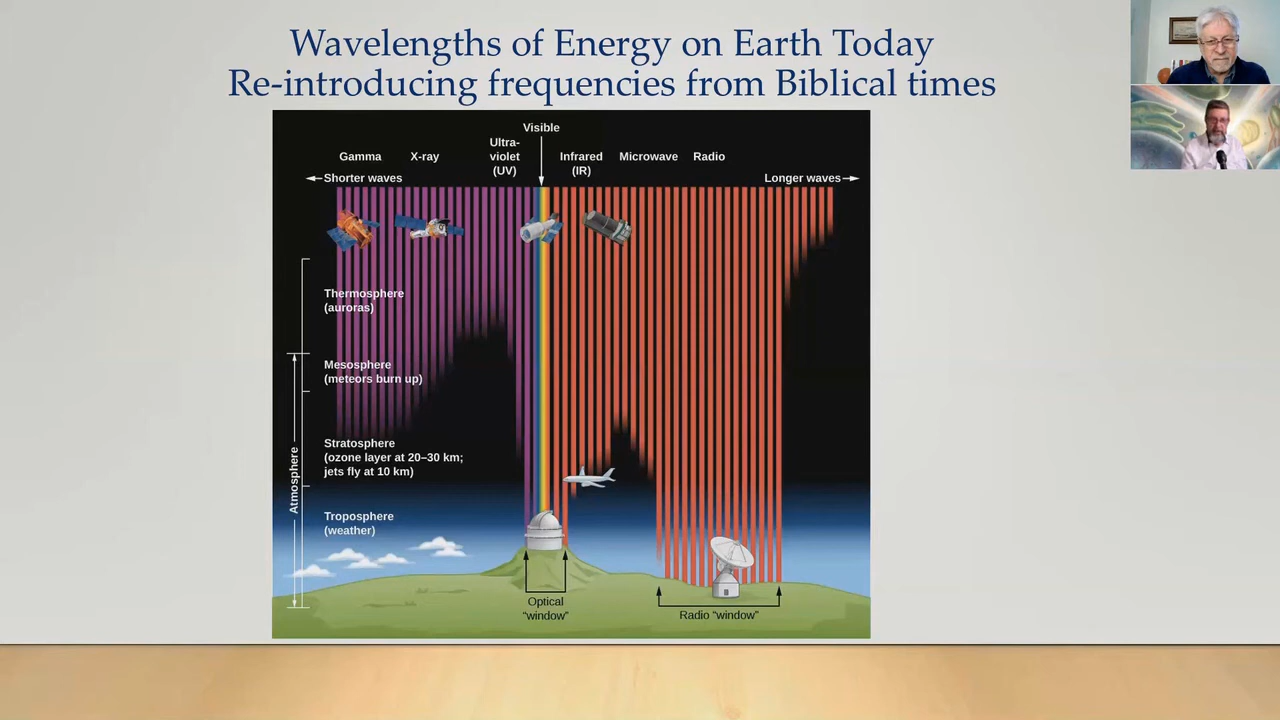 Wavelengths of Energy on Earth Today
Re-introducing frequencies from Biblical times
Visible
Gamma
X-ray
Ultra-
violet
(UV)
Infrared
(IR)
Microwave
Radio
Shorter waves
Longer waves
Thermosphere
(auroras)
Mesosphere
(meteors burn up)
Stratosphere
(ozone layer at 20–30 km;
jets fly at 10 km)
Atmosphere
Troposphere
(weather)
Optical
“window”
Radio “window”